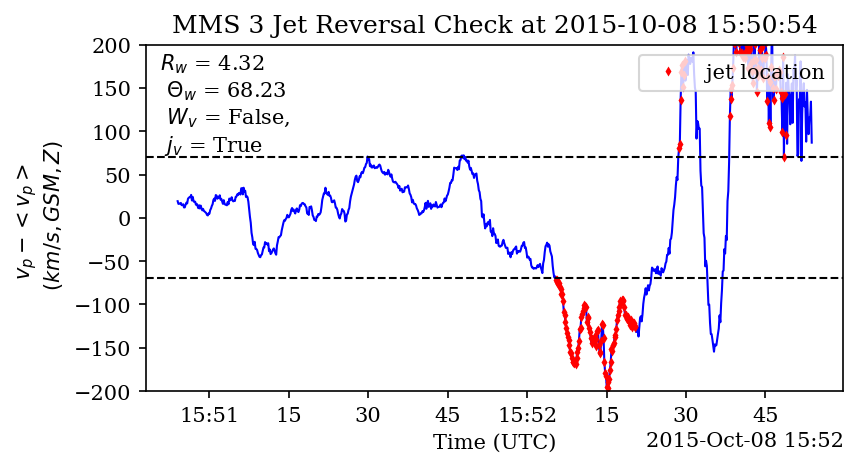 MMS 3 Jet Reversal Check at 2015-10-08 15:50:54
200
150
100
50
0
−50
−100
−150
−200
v_p − < v_p >
(km/s, GSM, Z)
R_w = 4.32
Θ_w = 68.23
W_v = False,
j_v = True
jet location
15:51 15 30 45 15:52 15 30 45
Time (UTC)
2015-Oct-08 15:52